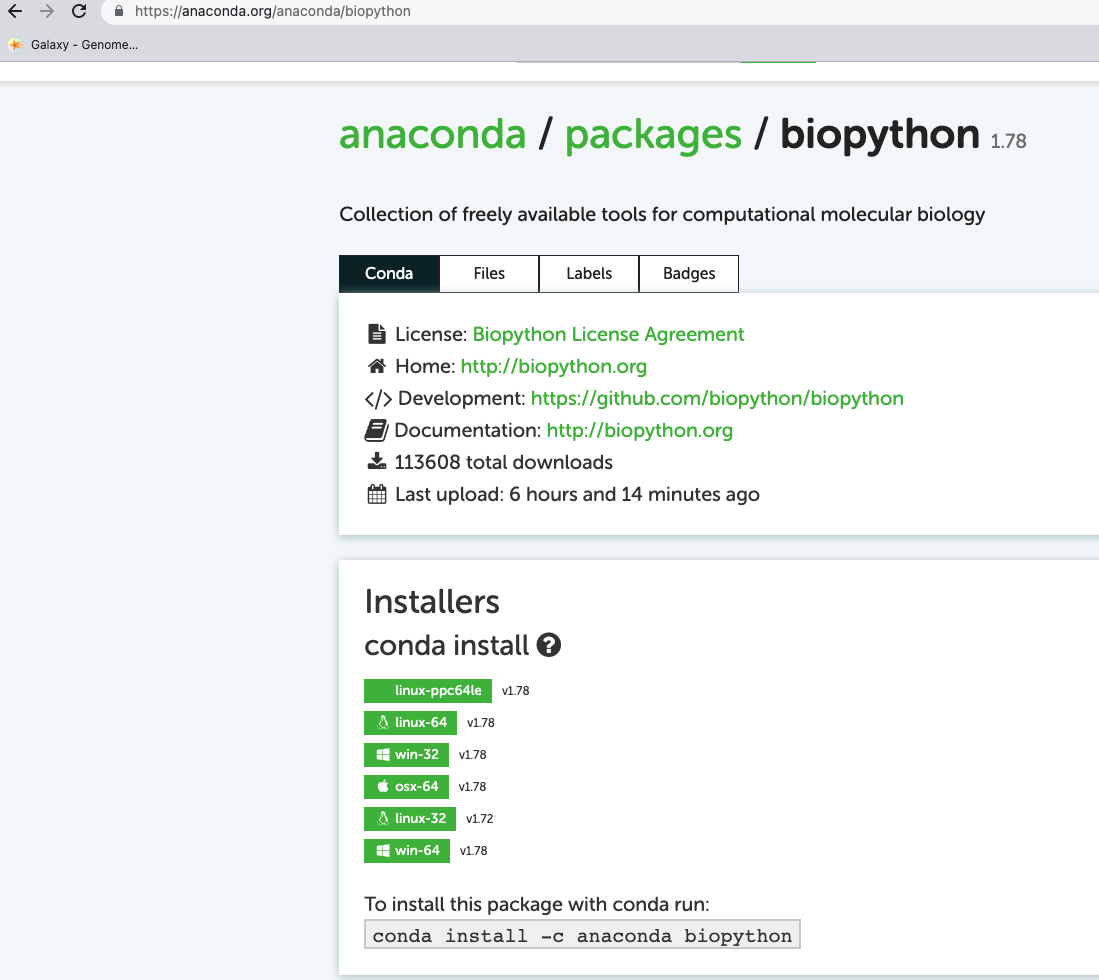 https://anaconda.org/anaconda/biopython
Galaxy - Genome...
anaconda / packages / biopython 1.78
Collection of freely available tools for computational molecular biology
Conda Files Labels Badges
License: Biopython License Agreement
Home: http://biopython.org
</> Development: https://github.com/biopython/biopython
Documentation: http://biopython.org
113608 total downloads
Last upload: 6 hours and 14 minutes ago
Installers
conda install ?
linux-ppc64le v1.78
linux-64 v1.78
win-32 v1.78
osx-64 v1.78
linux-32 v1.72
win-64 v1.78
To install this package with conda run:
conda install -c anaconda biopython